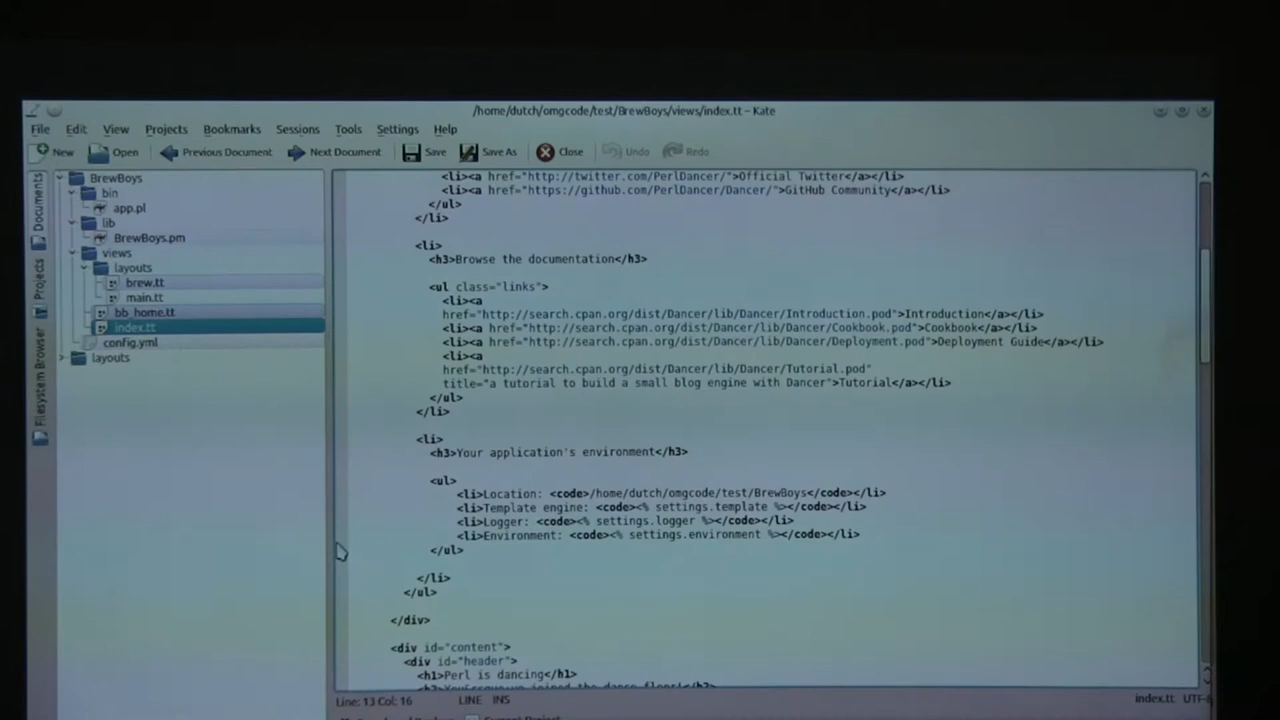 /home/dutch/omgcode/test/BrewBoys/views/index.tt – Kate
File Edit View Projects Bookmarks Sessions Tools Settings Help
New Open Previous Document Next Document Save Save As Close Undo Redo
Documents
Projects
Filesystem Browser
BrewBoys
bin
app.pl
lib
BrewBoys.pm
views
layouts
brew.tt
main.tt
bb_home.tt
index.tt
config.yml
layouts
<li><a href="http://twitter.com/PerlDancer/">Official Twitter</a></li>
<li><a href="https://github.com/PerlDancer/Dancer/">GitHub Community</a></li>
</ul>
</li>
<li>
<h3>Browse the documentation</h3>
<ul class="links">
<li><a
href="http://search.cpan.org/dist/Dancer/lib/Dancer/Introduction.pod">Introduction</a></li>
<li><a href="http://search.cpan.org/dist/Dancer/lib/Dancer/Cookbook.pod">Cookbook</a></li>
<li><a href="http://search.cpan.org/dist/Dancer/lib/Dancer/Deployment.pod">Deployment Guide</a></li>
<li><a
href="http://search.cpan.org/dist/Dancer/lib/Dancer/Tutorial.pod"
title="a tutorial to build a small blog engine with Dancer">Tutorial</a></li>
</ul>
</li>
<li>
<h3>Your application's environment</h3>
<ul>
<li>Location: <code>/home/dutch/omgcode/test/BrewBoys</code></li>
<li>Template engine: <code><% settings.template %></code></li>
<li>Logger: <code><% settings.logger %></code></li>
<li>Environment: <code><% settings.environment %></code></li>
</ul>
</li>
</ul>
</div>
<div id="content">
<div id="header">
<h1>Perl is dancing</h1>
joined the dance floor!</h2>
Line: 13 Col: 16 LINE INS index.tt UTF-8